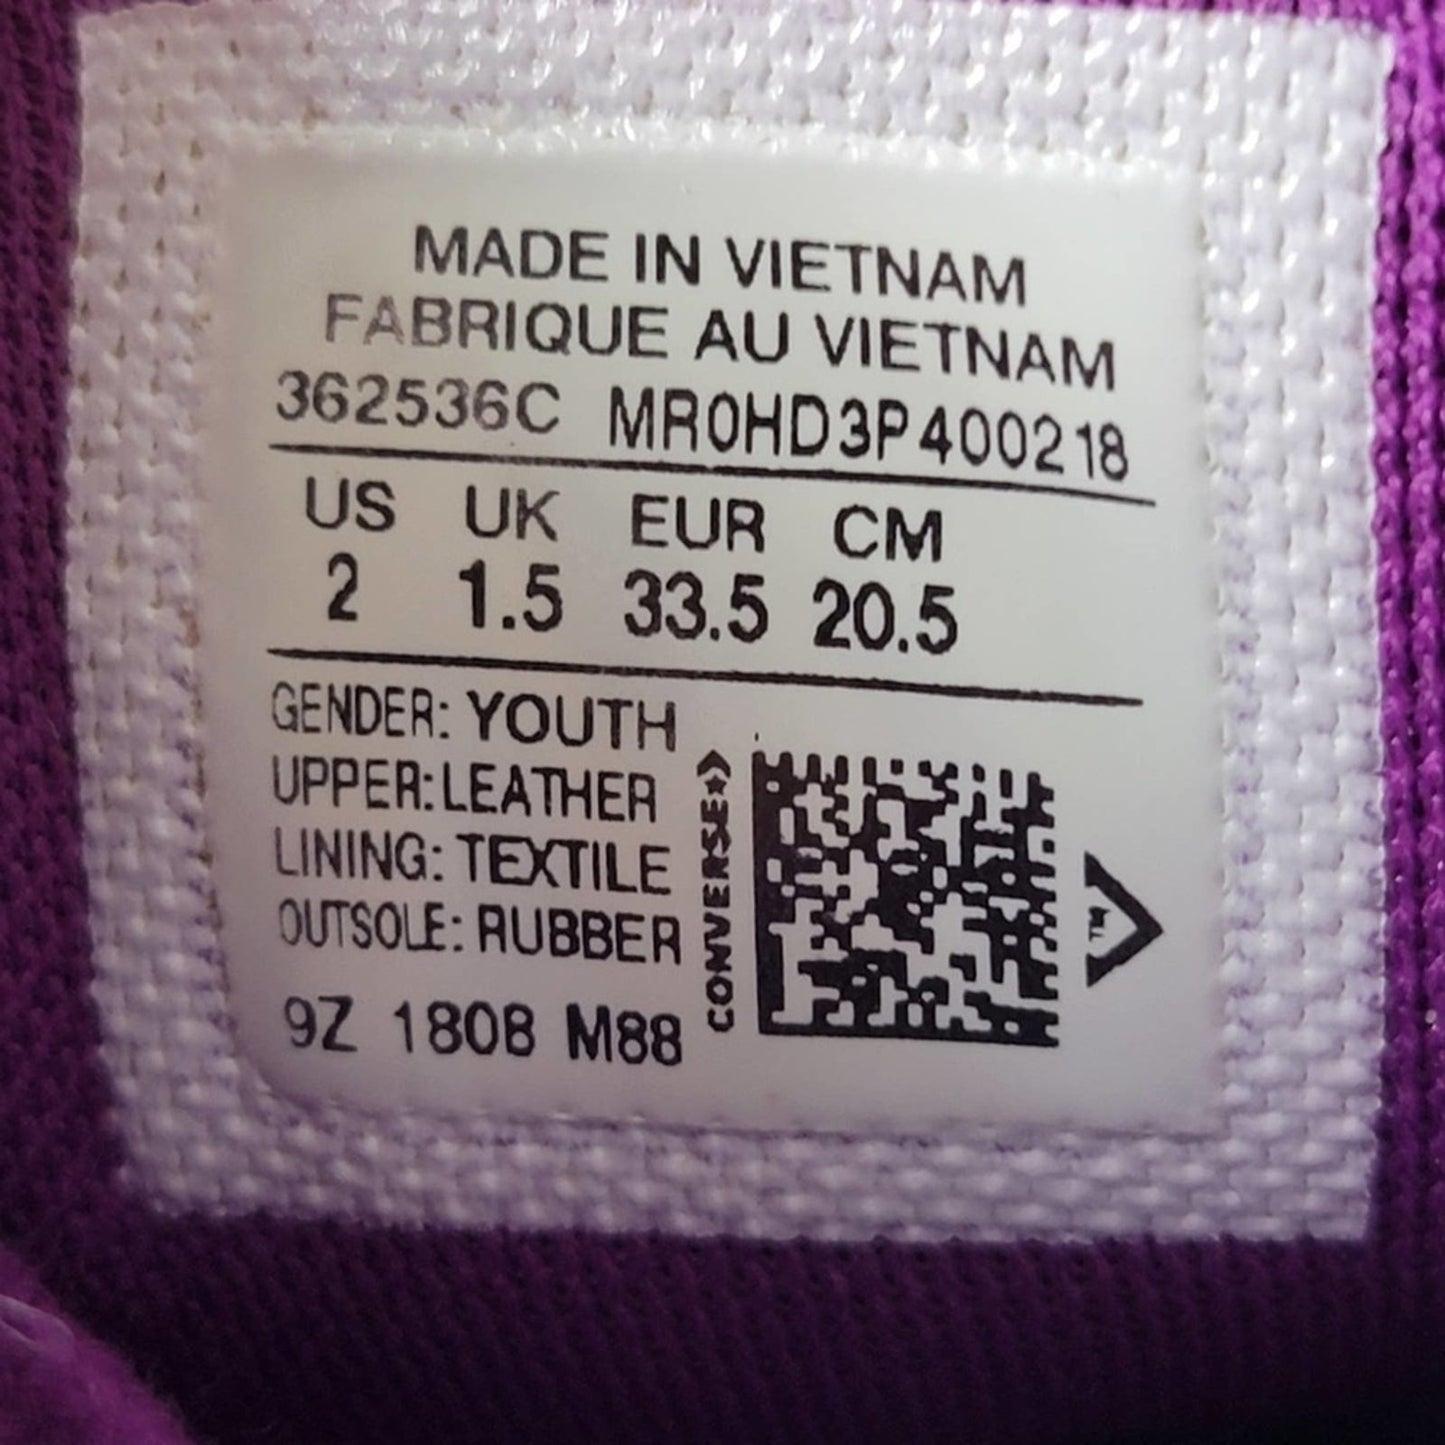 MADE IN VIETNAM
FABRIQUE AU VIETNAM
362536C MR0HD3P400218
US UK EUR CM
2 1.5 33.5 20.5
GENDER: YOUTH
UPPER: LEATHER
LINING: TEXTILE
OUTSOLE: RUBBER
9Z 1808 M88
CONVERSE
TM